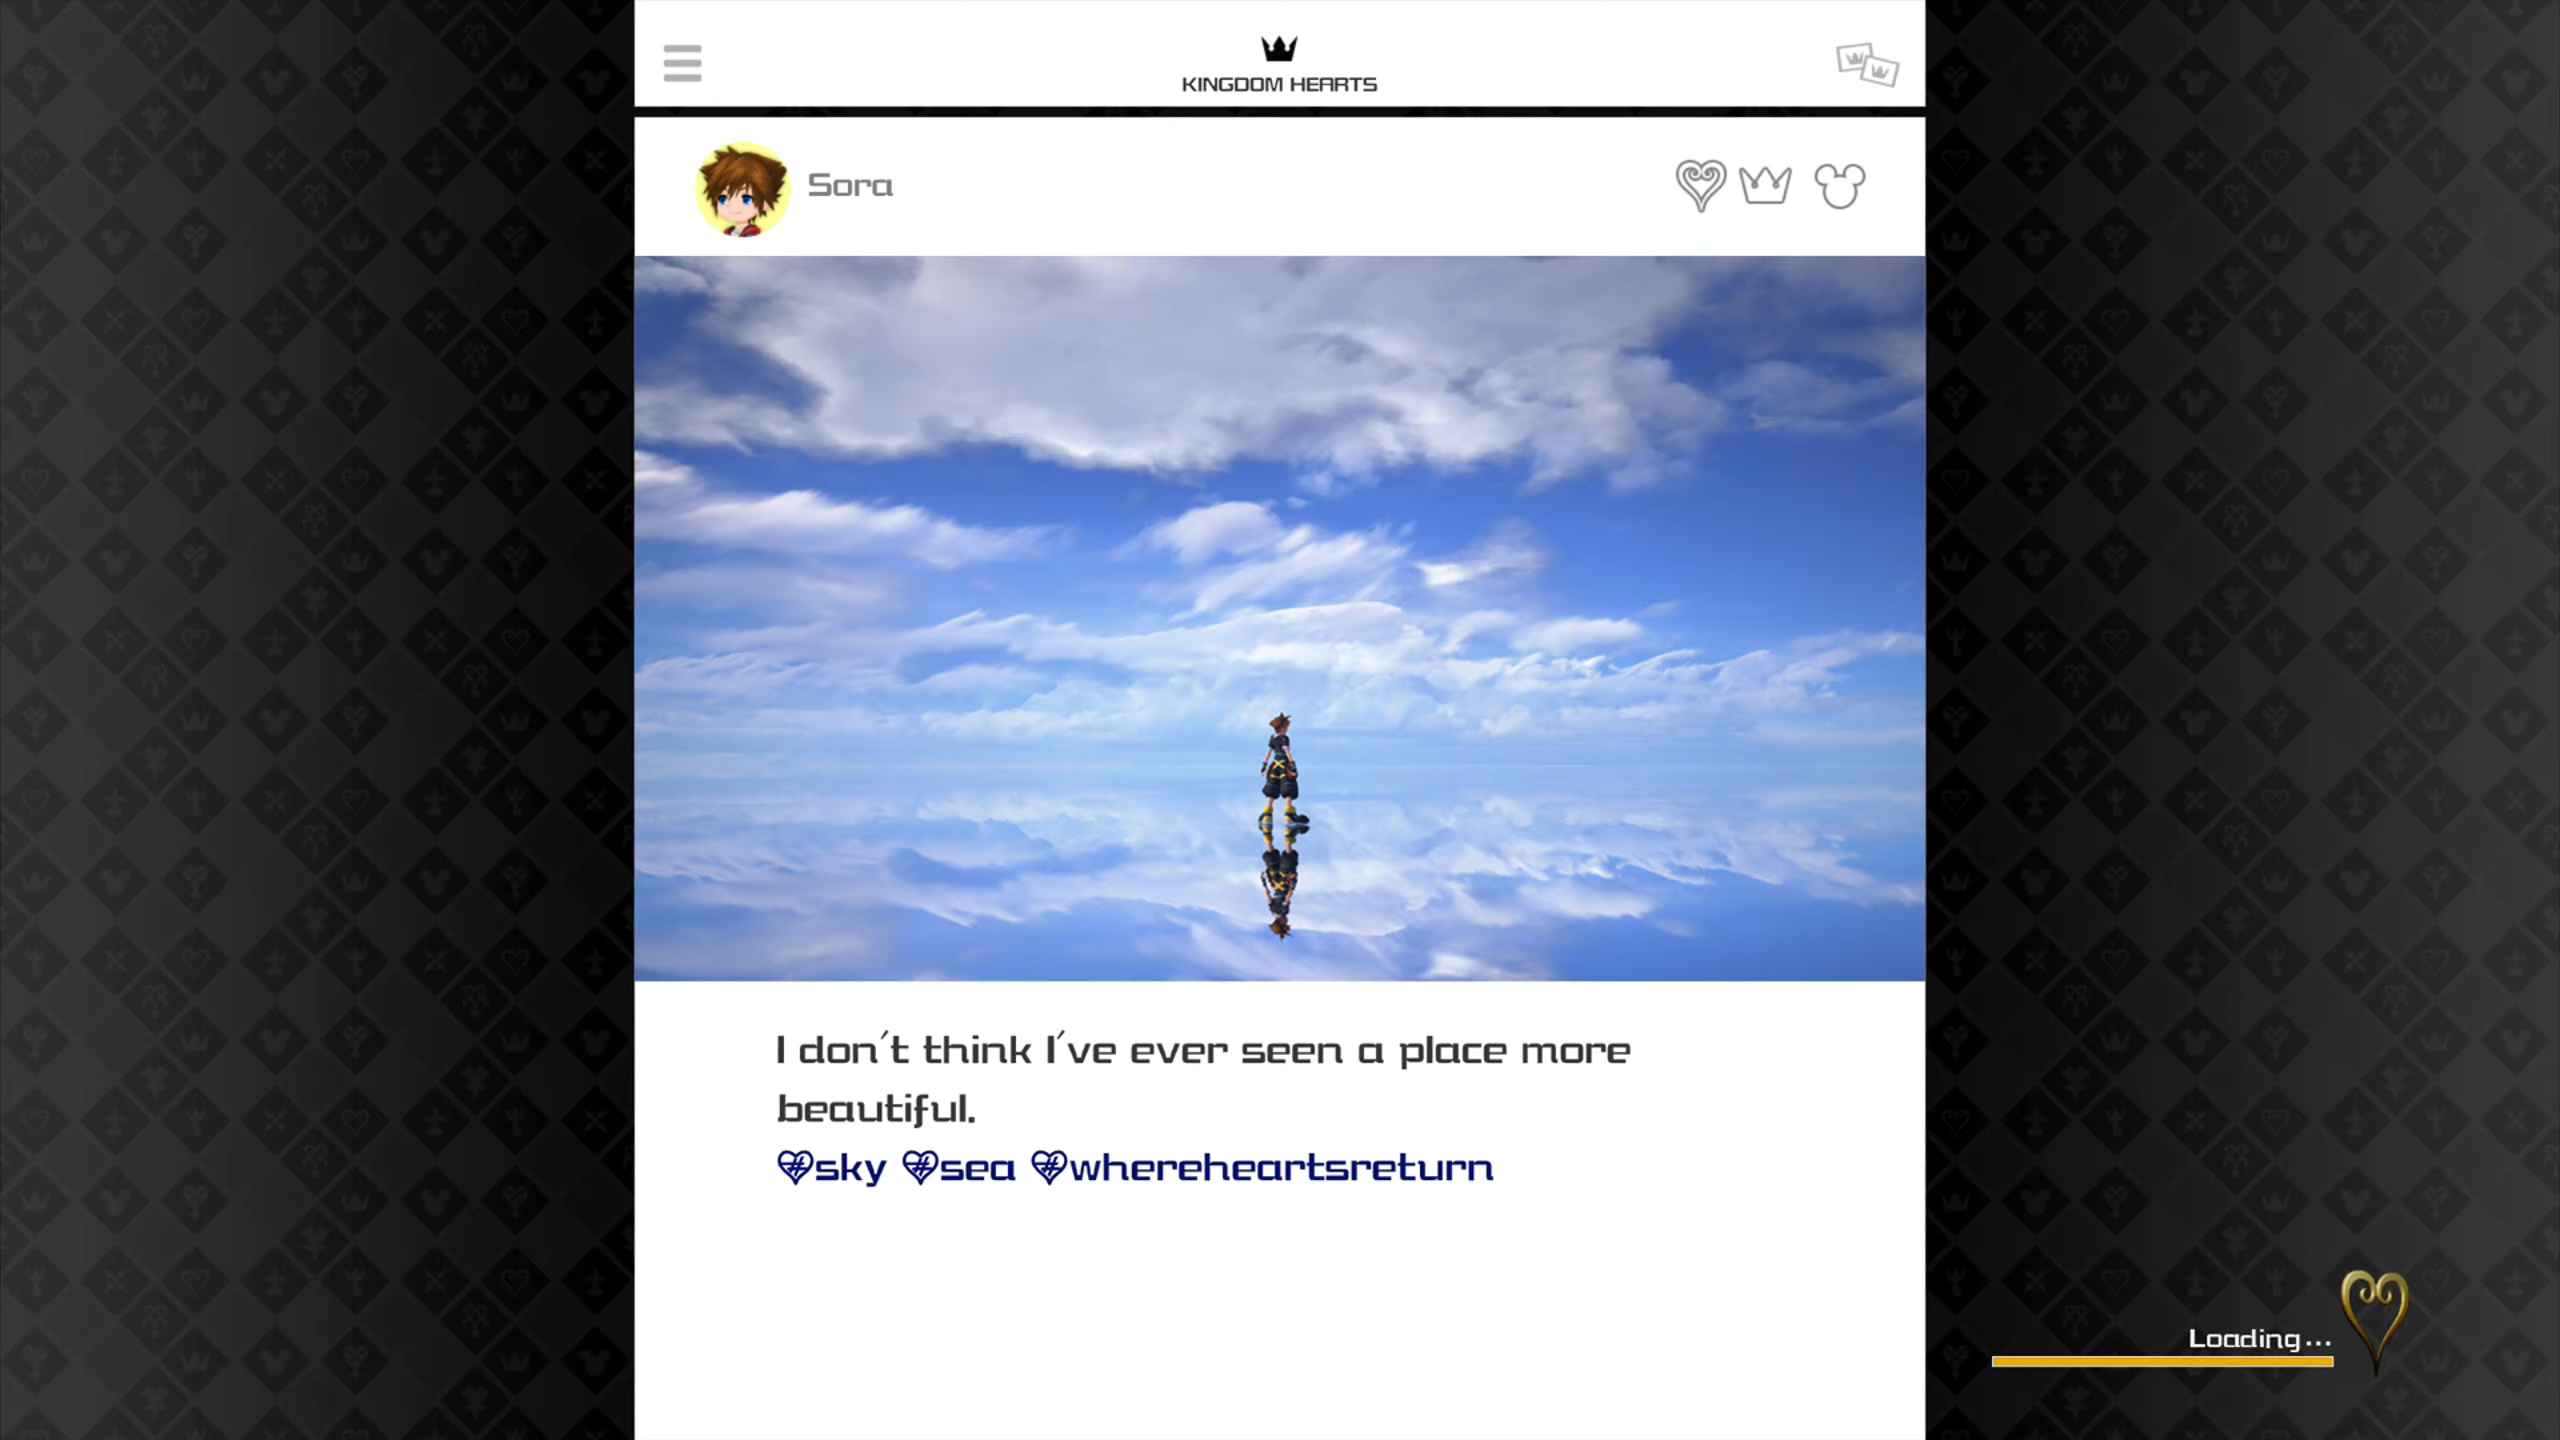 KINGDOM HEARTS
Sora
I don't think I've ever seen a place more
beautiful.
#sky #sea #whereheartsreturn
Loading...